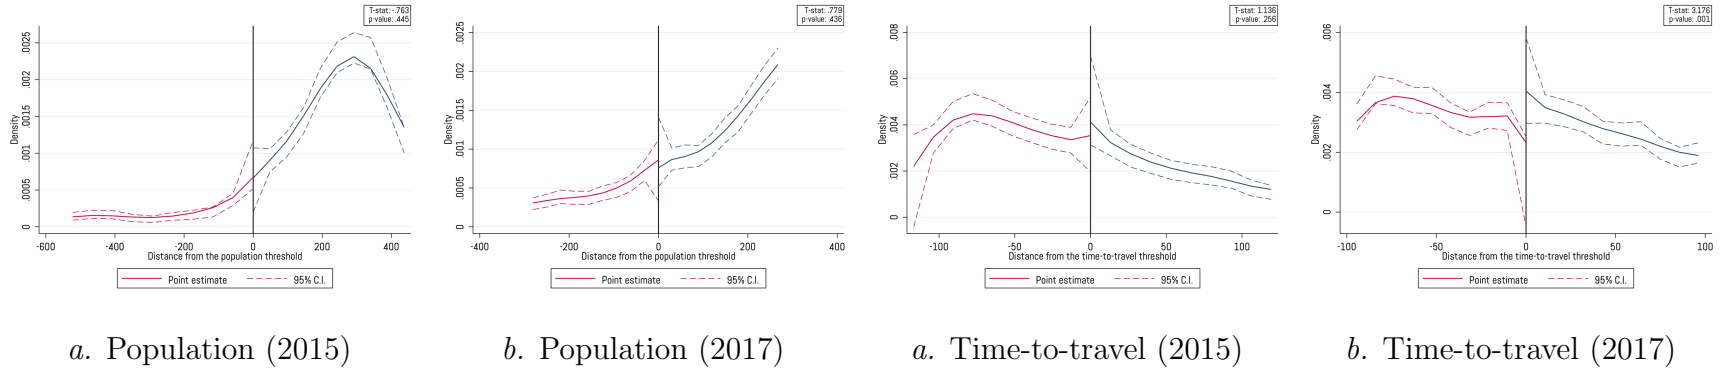 T-stat: -.763
p-value: .445
Density
0 .0005 .001 .0015 .002 .0025
-600 -400 -200 0 200 400
Distance from the population threshold
Point estimate 95% C.I.
a. Population (2015)
T-stat: .779
p-value: .436
Density
0 .0005 .001 .0015 .002 .0025
-400 -200 0 200 400
Distance from the population threshold
Point estimate 95% C.I.
b. Population (2017)
T-stat: 1.136
p-value: .256
Density
0 .002 .004 .006 .008
-100 -50 0 50 100
Distance from the time-to-travel threshold
Point estimate 95% C.I.
a. Time-to-travel (2015)
T-stat: 3.176
p-value: .001
Density
0 .002 .004 .006
-100 -50 0 50 100
Distance from the time-to-travel threshold
Point estimate 95% C.I.
b. Time-to-travel (2017)